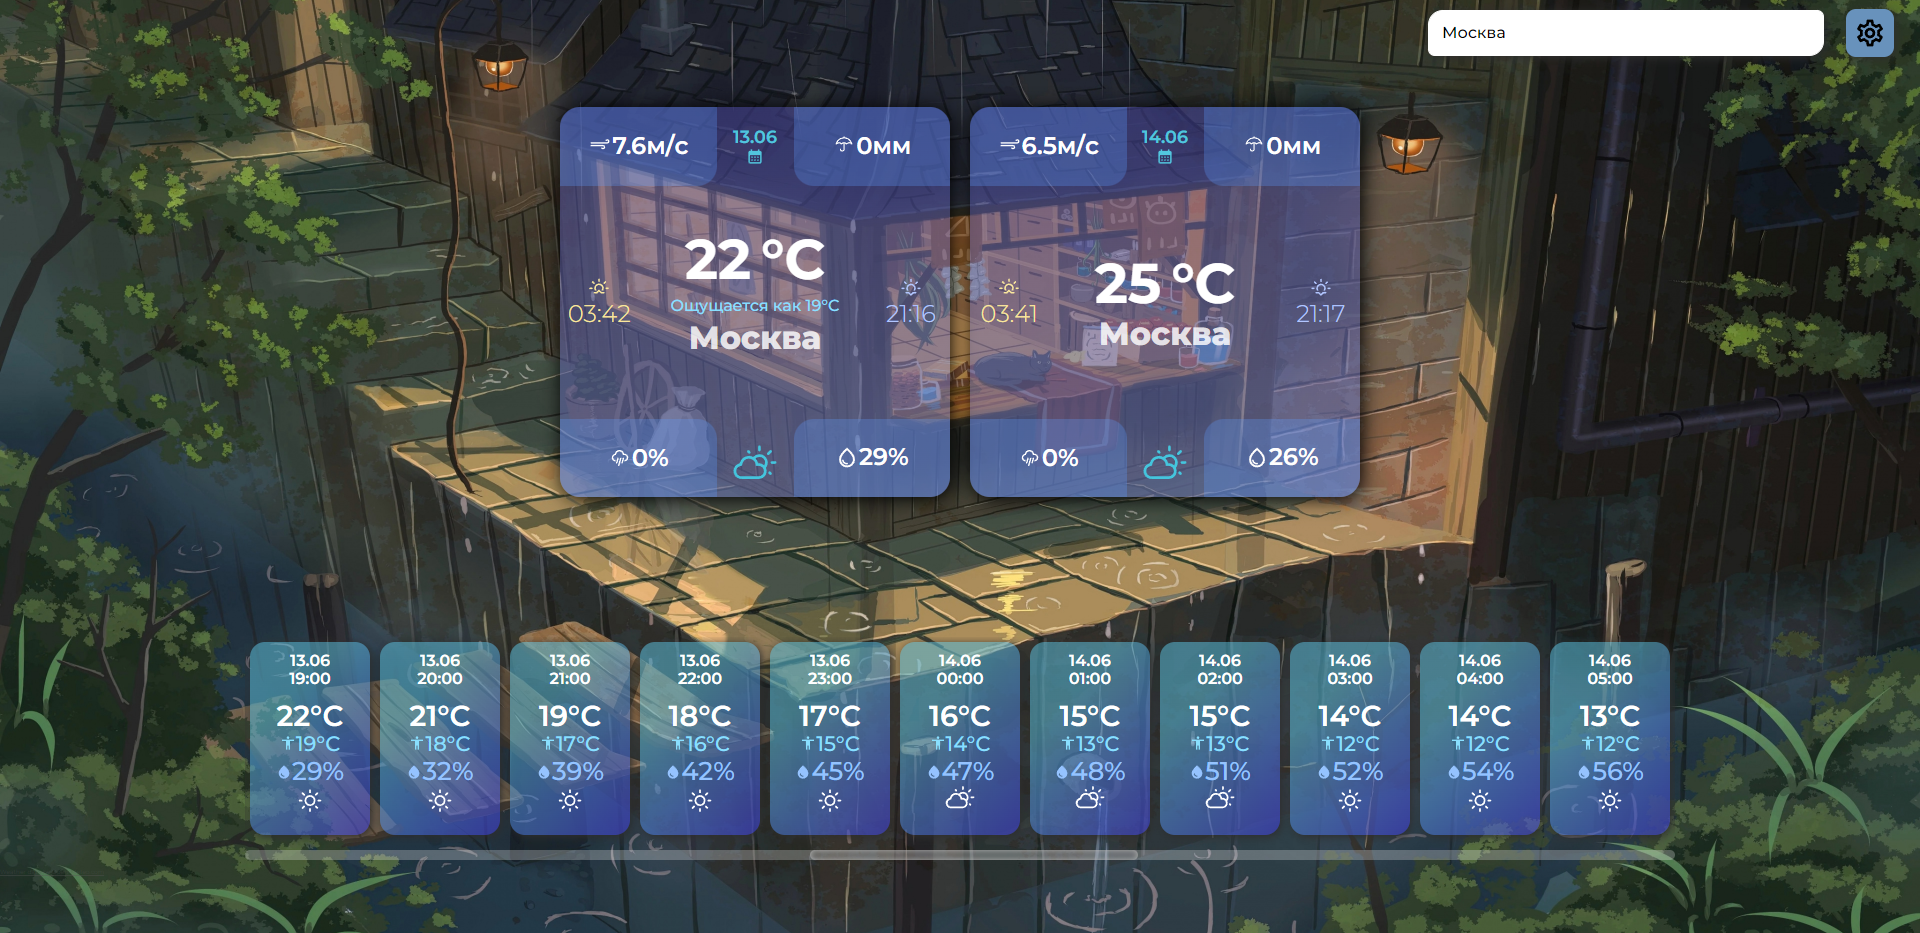 Москва
7.6м/с
13.06
0мм
22 °C
Ощущается как 19°C
Москва
03:42
21:16
0%
29%
6.5м/с
14.06
0мм
25 °C
Москва
03:41
21:17
0%
26%
13.06
19:00
22°C
19°C
29%
13.06
20:00
21°C
18°C
32%
13.06
21:00
19°C
17°C
39%
13.06
22:00
18°C
16°C
42%
13.06
23:00
17°C
15°C
45%
14.06
00:00
16°C
14°C
47%
14.06
01:00
15°C
13°C
48%
14.06
02:00
15°C
13°C
51%
14.06
03:00
14°C
12°C
52%
14.06
04:00
14°C
12°C
54%
14.06
05:00
13°C
12°C
56%